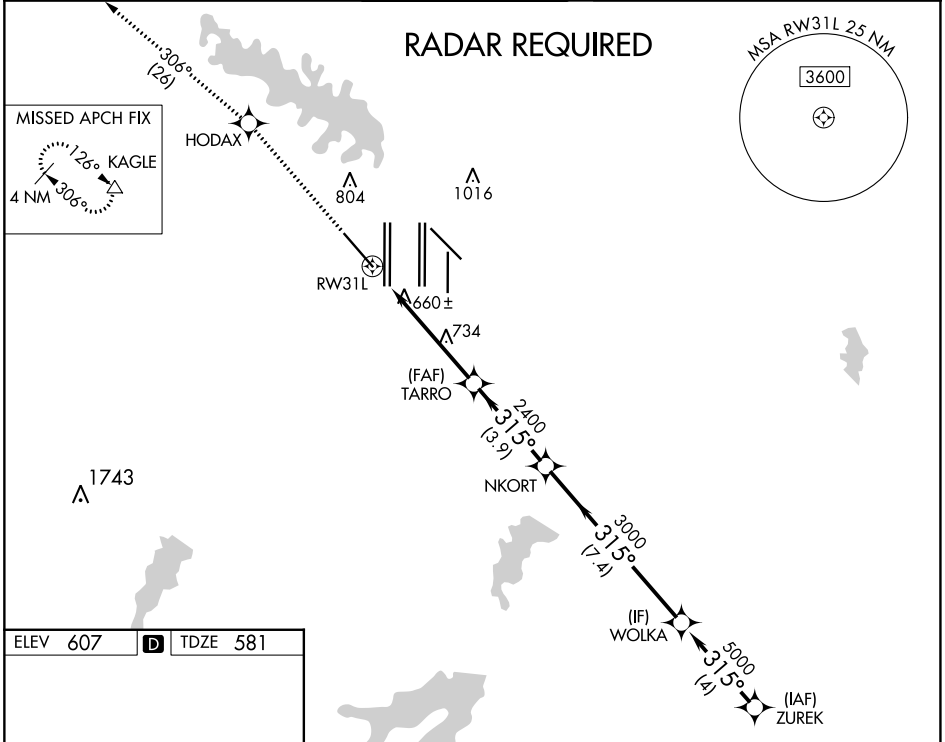 RADAR REQUIRED
MSA RW31L 25 NM
3600
306°
(26)
HODAX
MISSED APCH FIX
126°
KAGLE
4 NM
306°
804
1016
RW31L
660 ±
734
(FAF)
TARRO
2400
315°
(3.9)
NKORT
1743
3000
315°
(7.4)
(IF)
WOLKA
5000
315°
(4)
(IAF)
ZUREK
ELEV 607 D TDZE 581